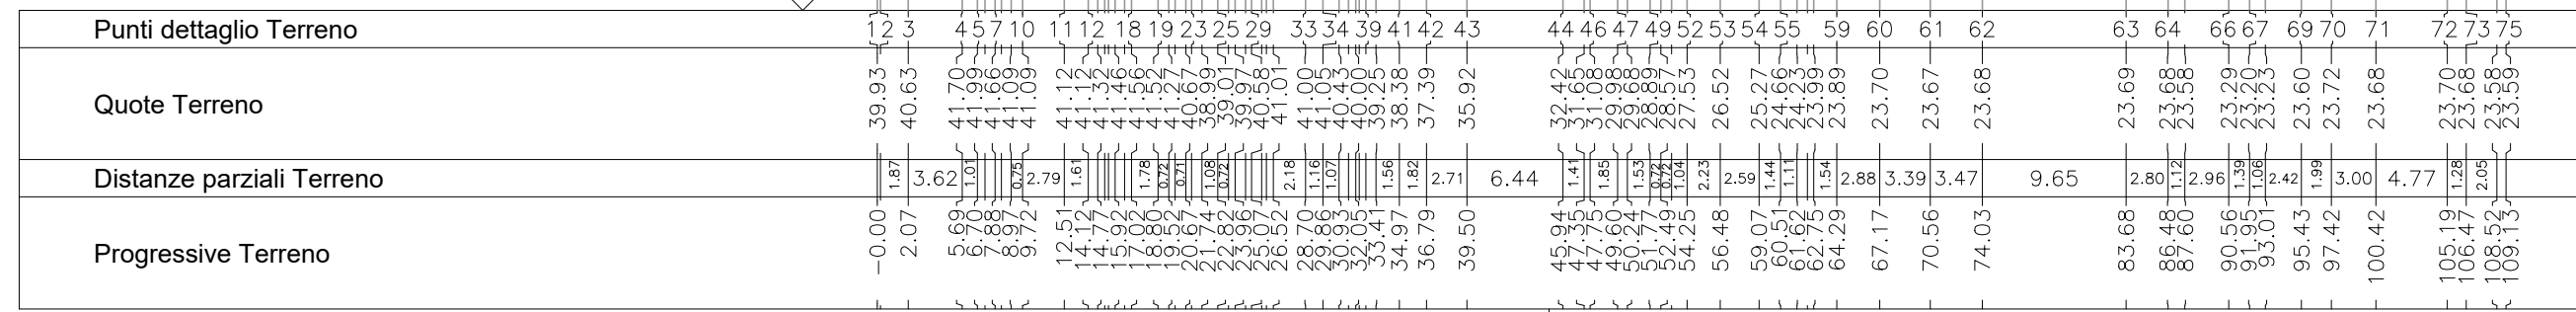 Punti dettaglio Terreno 1 2 3 4 5 7 10 11 12 18 19 23 25 29 33 34 39 41 42 43 44 46 47 49 52 53 54 55 59 60 61 62 63 64 66 67 69 70 71 72 73 75
Quote Terreno 39.93 40.63 41.70 41.99 41.66 41.09 41.09 41.12 41.12 41.32 41.46 41.56 41.52 41.27 40.67 38.99 39.01 39.97 40.58 41.01 41.00 41.05 40.43 40.00 39.25 38.38 37.39 35.92 32.42 31.65 31.08 29.98 29.68 28.89 28.57 27.53 26.52 25.27 24.66 24.23 23.99 23.89 23.70 23.67 23.68 23.69 23.68 23.58 23.29 23.20 23.23 23.60 23.72 23.68 23.70 23.68 23.58 23.59
Distanze parziali Terreno 1.87 3.62 1.01 0.75 2.79 1.61 1.78 0.72 0.71 1.08 0.72 2.18 1.16 1.07 1.56 1.82 2.71 6.44 1.41 1.85 1.53 0.72 0.72 1.04 2.23 2.59 1.44 1.11 1.54 2.88 3.39 3.47 9.65 2.80 1.12 2.96 1.39 1.06 2.42 1.99 3.00 4.77 1.28 2.05
Progressive Terreno -0.00 2.07 5.69 6.70 7.88 8.97 9.72 12.51 14.12 14.77 15.92 17.02 18.80 19.52 20.67 21.74 22.82 23.96 25.07 26.52 28.70 29.86 30.93 32.05 33.41 34.97 36.79 39.50 45.94 47.35 47.75 49.60 50.24 51.77 52.49 54.25 56.48 59.07 60.51 61.62 62.75 64.29 67.17 70.56 74.03 83.68 86.48 87.60 90.56 91.95 93.01 95.43 97.42 100.42 105.19 106.47 108.52 109.13